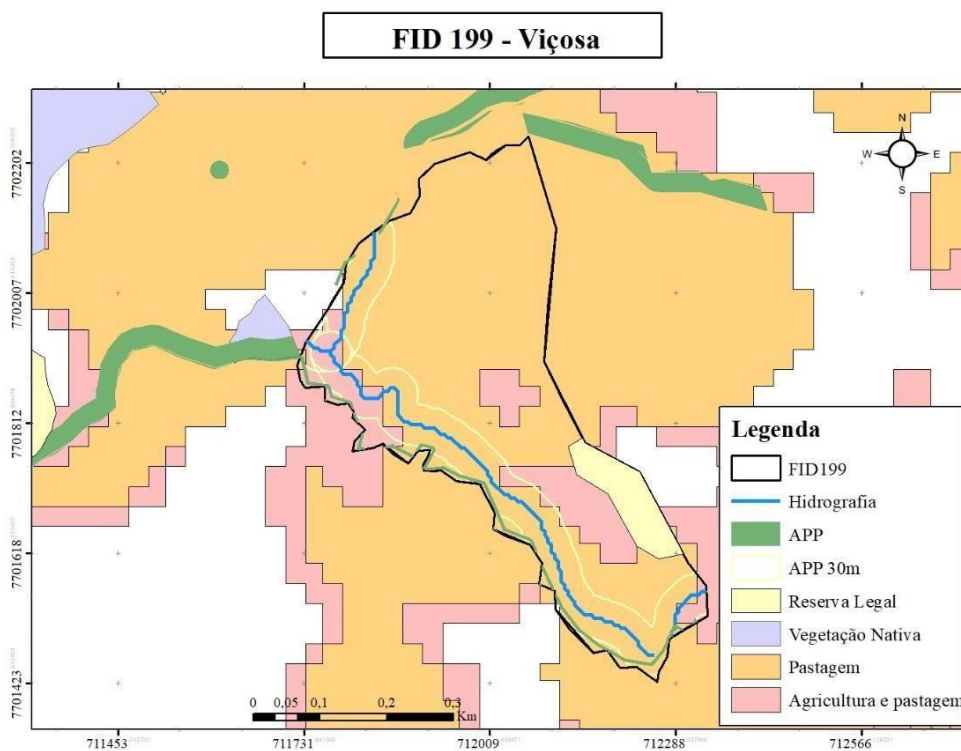 FID 199 - Viçosa
N
W
E
S
7702202
7702007
7701812
7701618
7701423
Legenda
FID199
Hidrografia
APP
APP 30m
Reserva Legal
Vegetação Nativa
Pastagem
Agricultura e pastagem
0 0,05 0,1 0,2 0,3
Km
711453
711731
712009
712288
712566